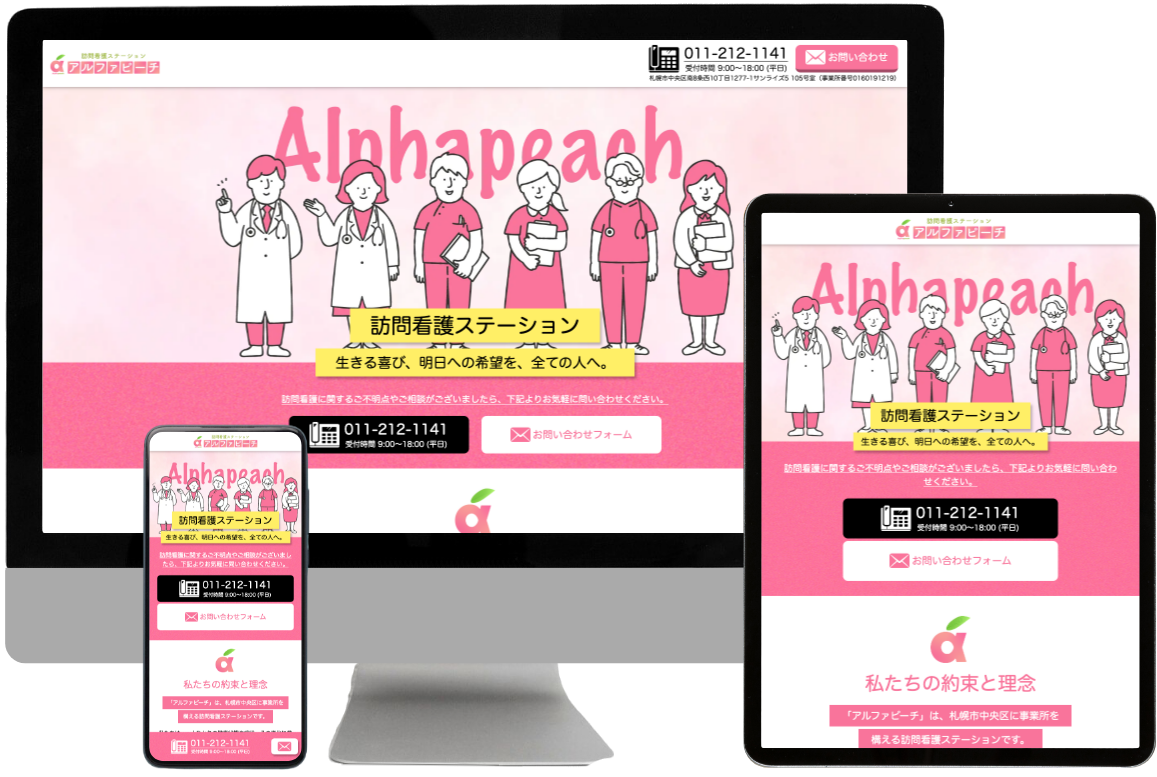 訪問看護ステーション
アルファピーチ
011-212-1141
受付時間 9:00〜18:00 (平日)
お問い合わせ
札幌市中央区南8条西10丁目1277-1サンライズ5 105号室（事業所番号0160191219）
Alphapeach
訪問看護ステーション
生きる喜び、明日への希望を、全ての人へ。
訪問看護に関するご不明点やご相談がございましたら、下記よりお気軽に問い合わせください。
011-212-1141
受付時間 9:00〜18:00 (平日)
お問い合わせフォーム
訪問看護ステーション
アルファピーチ
Alphapeach
訪問看護ステーション
生きる喜び、明日への希望を、全ての人へ。
訪問看護に関するご不明点やご相談がございましたら、下記よりお気軽に問い合わ
せください。
011-212-1141
受付時間 9:00〜18:00 (平日)
お問い合わせフォーム
私たちの約束と理念
「アルファピーチ」は、札幌市中央区に事業所を
構える訪問看護ステーションです。
訪問看護ステーション
アルファピーチ
Alphapeach
訪問看護ステーション
生きる喜び、明日への希望を、全ての人へ。
訪問看護に関するご不明点やご相談がございまし
たら、下記よりお気軽に問い合わせください。
011-212-1141
受付時間 9:00〜18:00 (平日)
お問い合わせフォーム
私たちの約束と理念
「アルファピーチ」は、札幌市中央区に事業所を
構える訪問看護ステーションです。
011-212-1141
受付時間 9:00〜18:00 (平日)